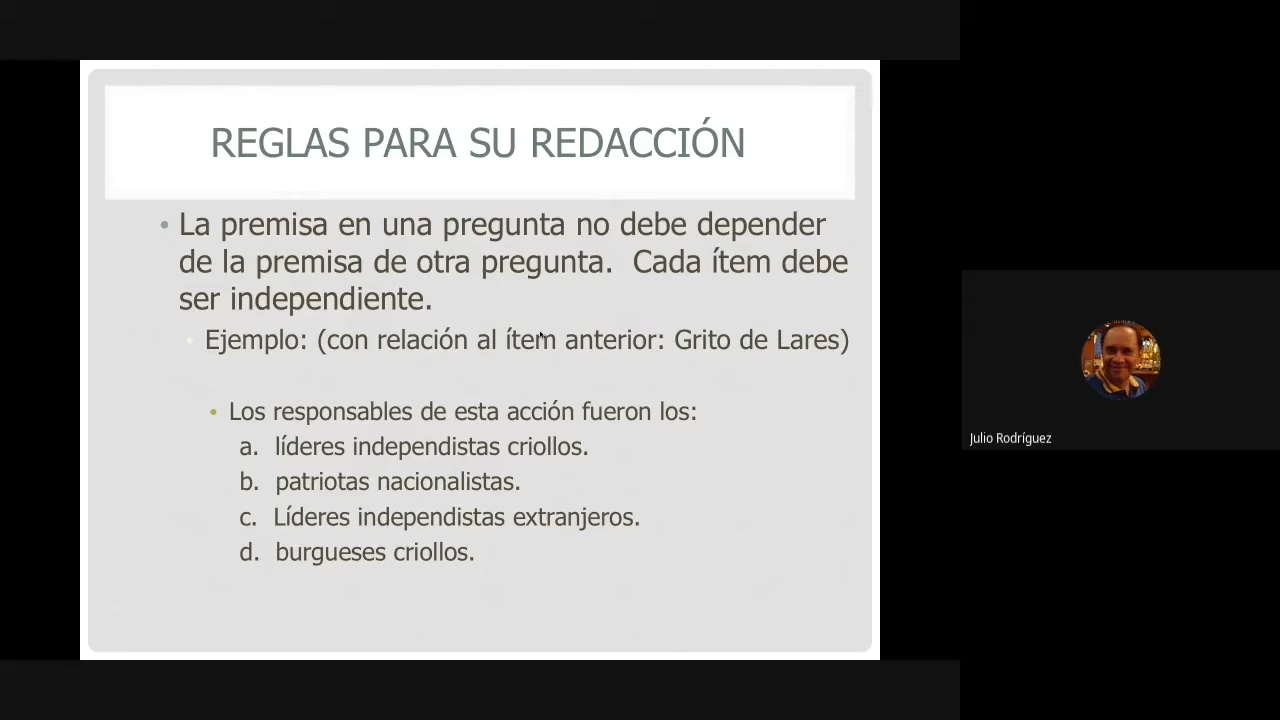 REGLAS PARA SU REDACCIÓN
• La premisa en una pregunta no debe depender
de la premisa de otra pregunta.  Cada ítem debe
ser independiente.
• Ejemplo: (con relación al ítem anterior: Grito de Lares)
• Los responsables de esta acción fueron los:
a. líderes independistas criollos.
b. patriotas nacionalistas.
c. Líderes independistas extranjeros.
d. burgueses criollos.
Julio Rodríguez